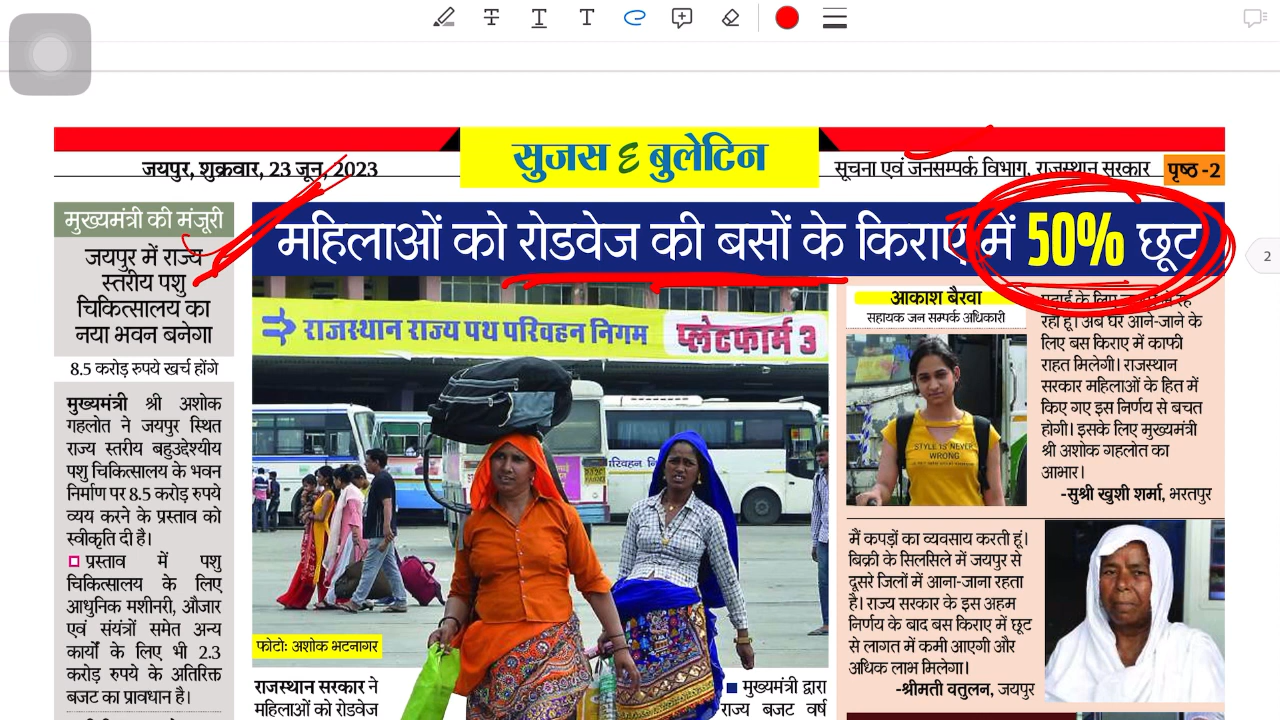 जयपुर, शुक्रवार, 23 जून, 2023
सुजस e बुलेटिन
सूचना एवं जनसम्पर्क विभाग, राजस्थान सरकार
पृष्ठ -2
मुख्यमंत्री की मंजूरी
जयपुर में राज्य
स्तरीय पशु
चिकित्सालय का
नया भवन बनेगा
8.5 करोड़ रुपये खर्च होंगे
मुख्यमंत्री श्री अशोक
गहलोत ने जयपुर स्थित
राज्य स्तरीय बहुउद्देश्यीय
पशु चिकित्सालय के भवन
निर्माण पर 8.5 करोड़ रुपये
व्यय करने के प्रस्ताव को
स्वीकृति दी है।
प्रस्ताव में पशु
चिकित्सालय के लिए
आधुनिक मशीनरी, औजार
एवं संयंत्रों समेत अन्य
कार्यों के लिए भी 2.3
करोड़ रुपये के अतिरिक्त
बजट का प्रावधान है।
महिलाओं को रोडवेज की बसों के किराए में 50% छूट
राजस्थान राज्य पथ परिवहन निगम
प्लेटफार्म 3
परिवहन नि
फोटो: अशोक भटनागर
राजस्थान सरकार ने
महिलाओं को रोडवेज
मुख्यमंत्री द्वारा
राज्य बजट वर्ष
आकाश बैरवा
सहायक जन सम्पर्क अधिकारी
STYLE IS NEVER
WRONG
पढ़ाई के लिए
रही हूं। अब घर आने-जाने के
लिए बस किराए में काफी
राहत मिलेगी। राजस्थान
सरकार महिलाओं के हित में
किए गए इस निर्णय से बचत
होगी। इसके लिए मुख्यमंत्री
श्री अशोक गहलोत का
आभार।
-सुश्री खुशी शर्मा, भरतपुर
मैं कपड़ों का व्यवसाय करती हूं।
बिक्री के सिलसिले में जयपुर से
दूसरे जिलों में आना-जाना रहता
है। राज्य सरकार के इस अहम
निर्णय के बाद बस किराए में छूट
से लागत में कमी आएगी और
अधिक लाभ मिलेगा।
-श्रीमती वतुलन, जयपुर
2